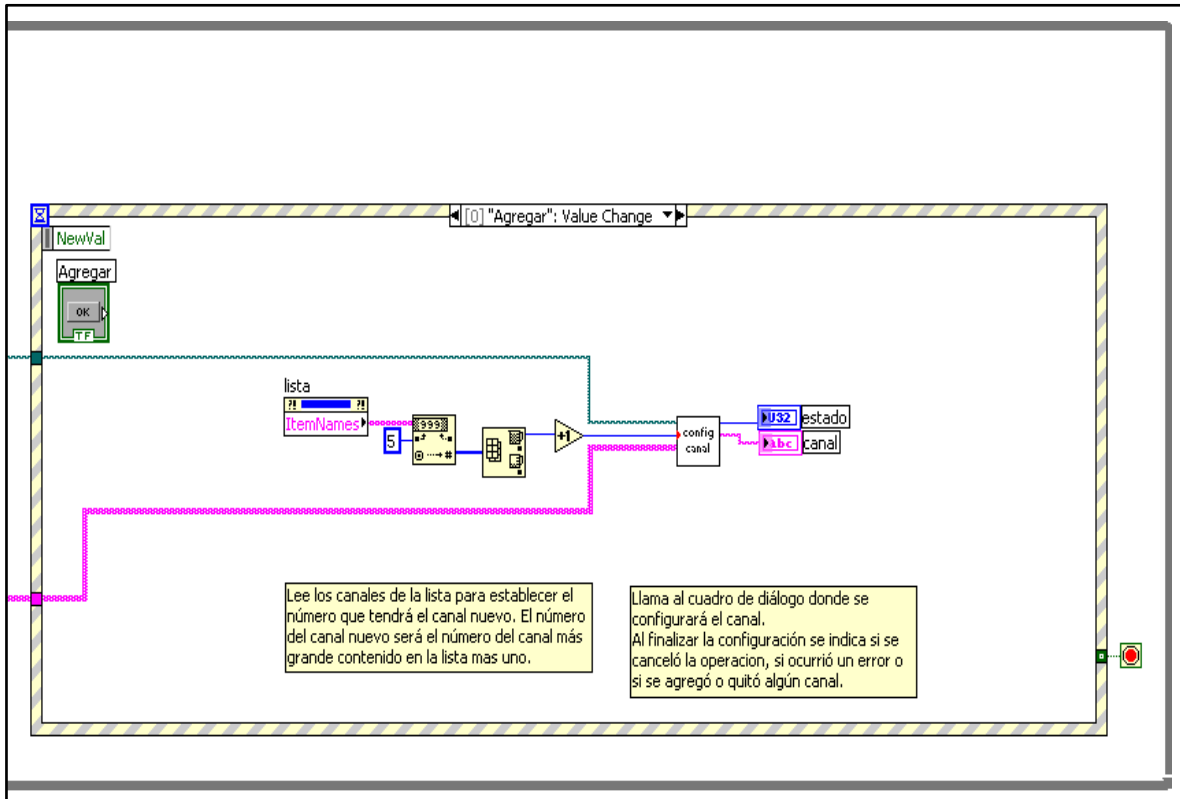 [0] "Agregar": Value Change
NewVal
Agregar
OK
TF
lista
?! ?!
ItemNames
999
5
#
+1
config
canal
U32 estado
abc canal
Lee los canales de la lista para establecer el
número que tendrá el canal nuevo. El número
del canal nuevo será el número del canal más
grande contenido en la lista mas uno.
Llama al cuadro de diálogo donde se
configurará el canal.
Al finalizar la configuración se indica si se
canceló la operacion, si ocurrió un error o
si se agregó o quitó algún canal.